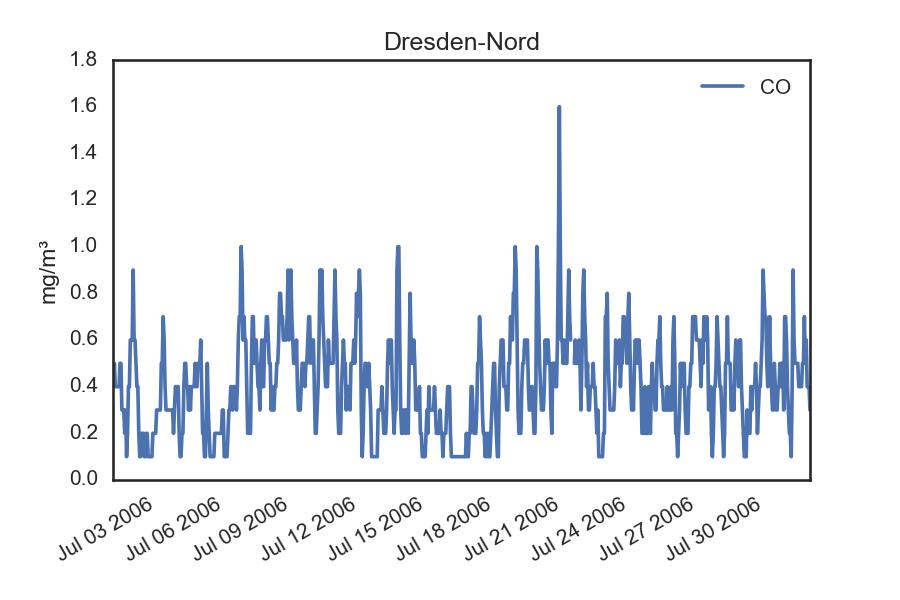 Dresden-Nord
1.8
1.6
1.4
1.2
1.0
0.8
0.6
0.4
0.2
0.0
mg/m³
CO
Jul 03 2006
Jul 06 2006
Jul 09 2006
Jul 12 2006
Jul 15 2006
Jul 18 2006
Jul 21 2006
Jul 24 2006
Jul 27 2006
Jul 30 2006